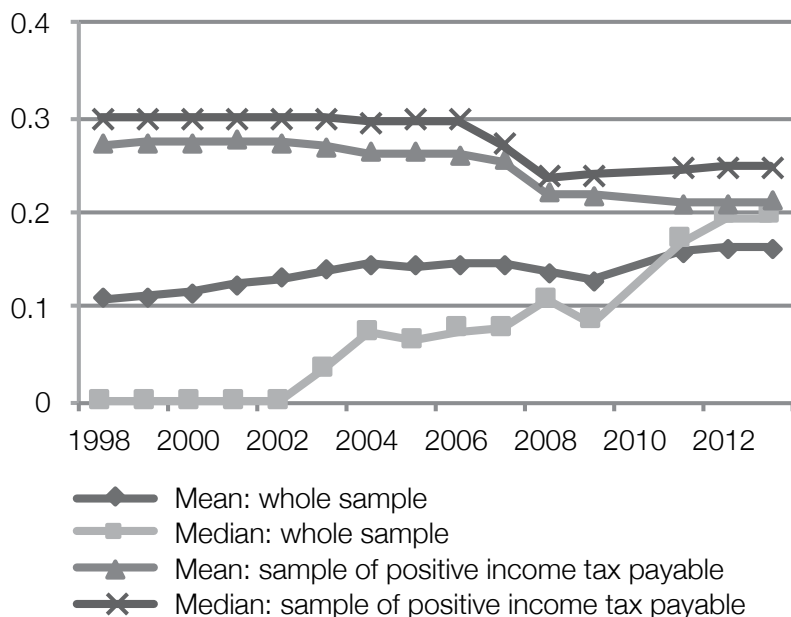 0.4
0.3
0.2
0.1
0
1998 2000 2002 2004 2006 2008 2010 2012
Mean: whole sample
Median: whole sample
Mean: sample of positive income tax payable
Median: sample of positive income tax payable